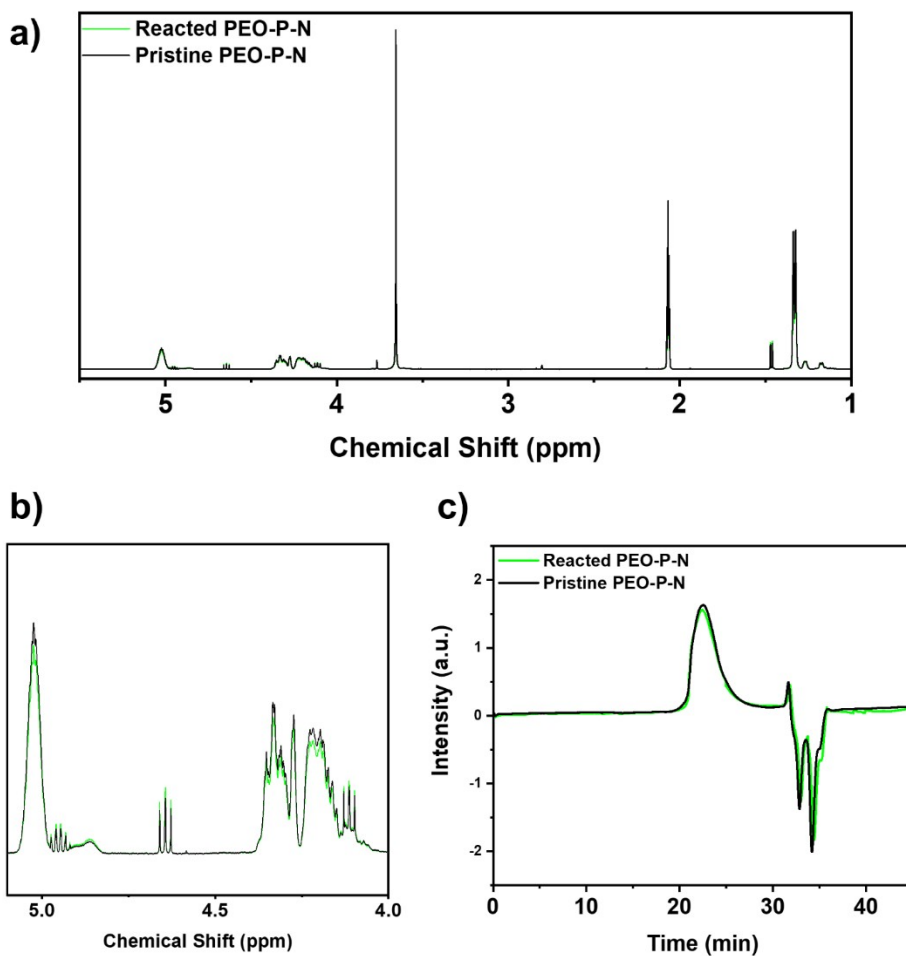 a)
Reacted PEO-P-N
Pristine PEO-P-N
5 4 3 2 1
Chemical Shift (ppm)
b)
5.0 4.5 4.0
Chemical Shift (ppm)
c)
Reacted PEO-P-N
Pristine PEO-P-N
2
1
0
-1
-2
Intensity (a.u.)
0 10 20 30 40
Time (min)